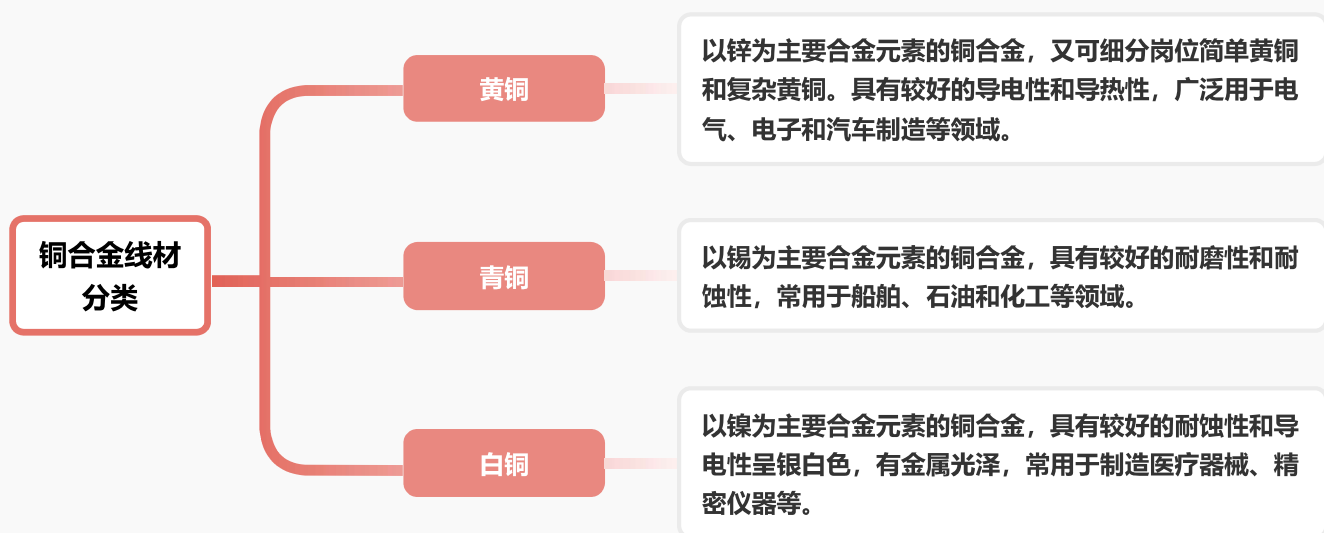 铜合金线材
分类
黄铜
以锌为主要合金元素的铜合金，又可细分岗位简单黄铜
和复杂黄铜。具有较好的导电性和导热性，广泛用于电
气、电子和汽车制造等领域。
青铜
以锡为主要合金元素的铜合金，具有较好的耐磨性和耐
蚀性，常用于船舶、石油和化工等领域。
白铜
以镍为主要合金元素的铜合金，具有较好的耐蚀性和导
电性呈银白色，有金属光泽，常用于制造医疗器械、精
密仪器等。